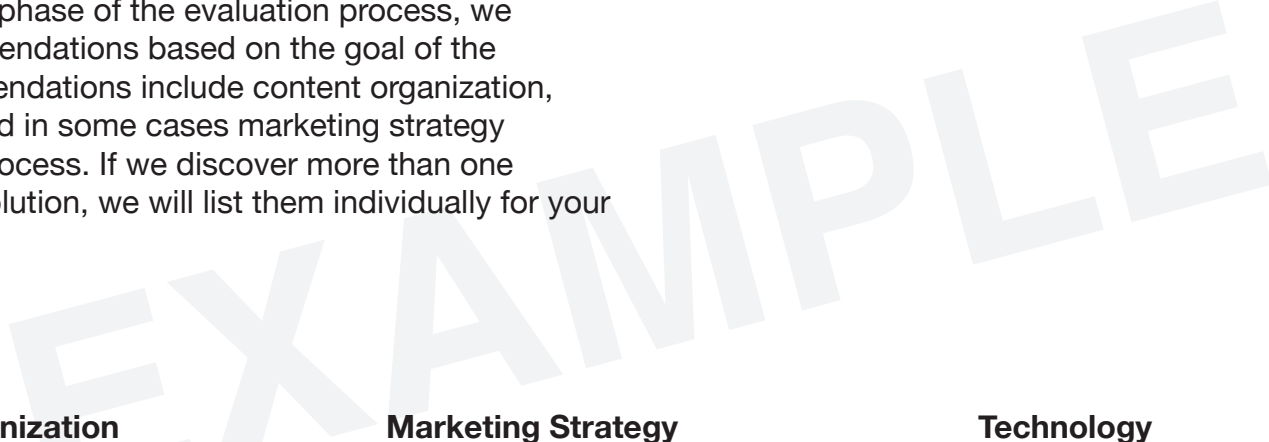 phase of the evaluation process, we
endations based on the goal of the
endations include content organization,
d in some cases marketing strategy
ocess. If we discover more than one
lution, we will list them individually for your
EXAMPLE
nization Marketing Strategy Technology